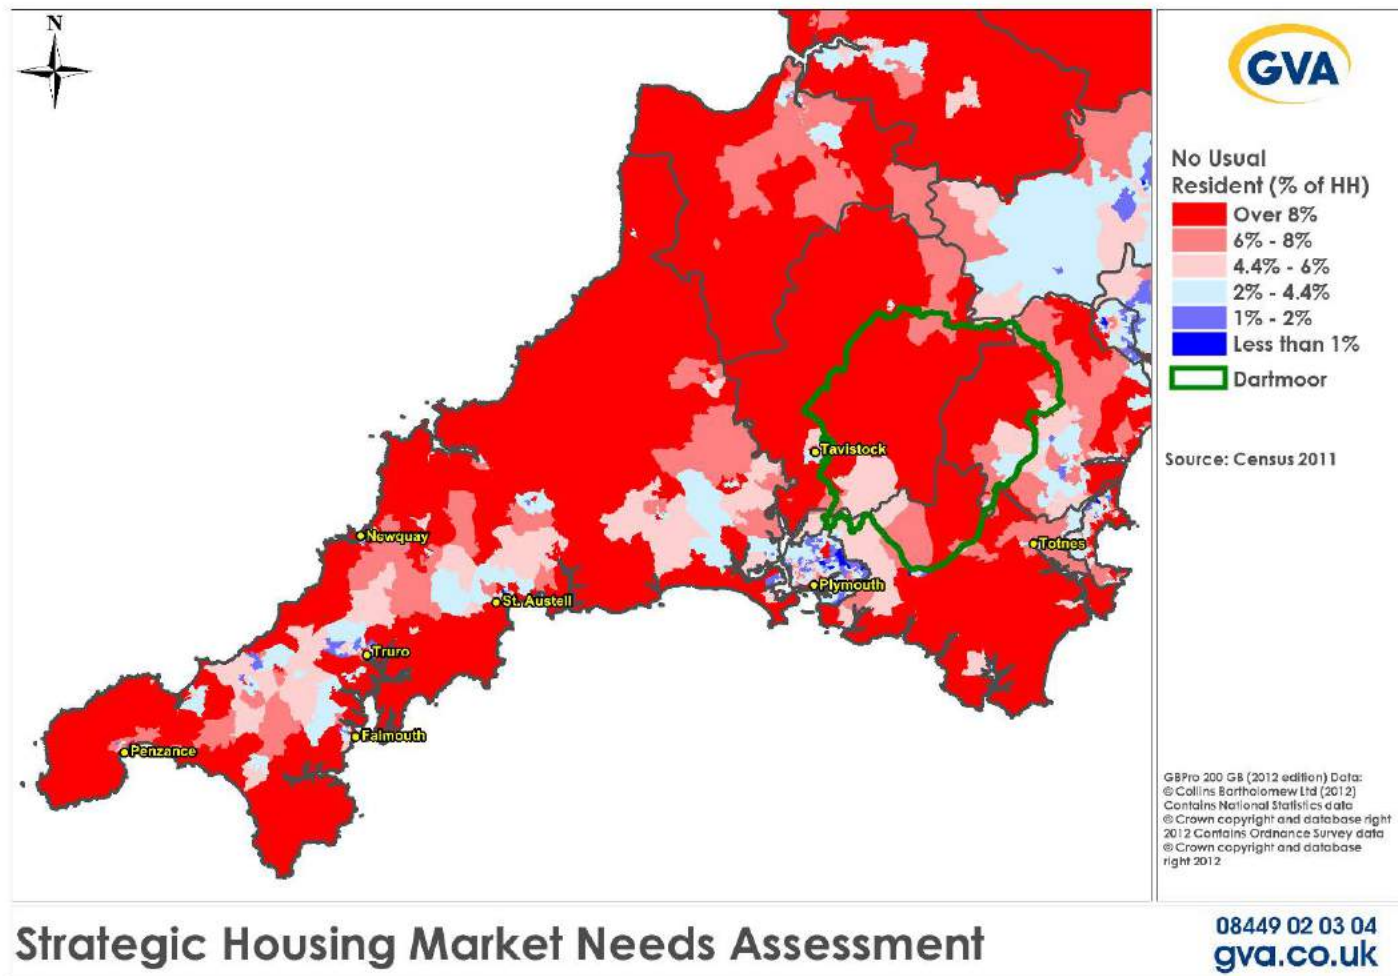 N
GVA
No Usual
Resident (% of HH)
Over 8%
6% - 8%
4.4% - 6%
2% - 4.4%
1% - 2%
Less than 1%
Dartmoor
Source: Census 2011
Tavistock
Newquay
Totnes
Plymouth
St. Austell
Truro
Falmouth
Penzance
GBPro 200 GB (2012 edition) Data:
© Collins Bartholomew Ltd (2012)
Contains National Statistics data
© Crown copyright and database right
2012 Contains Ordnance Survey data
© Crown copyright and database
right 2012
Strategic Housing Market Needs Assessment
08449 02 03 04
gva.co.uk